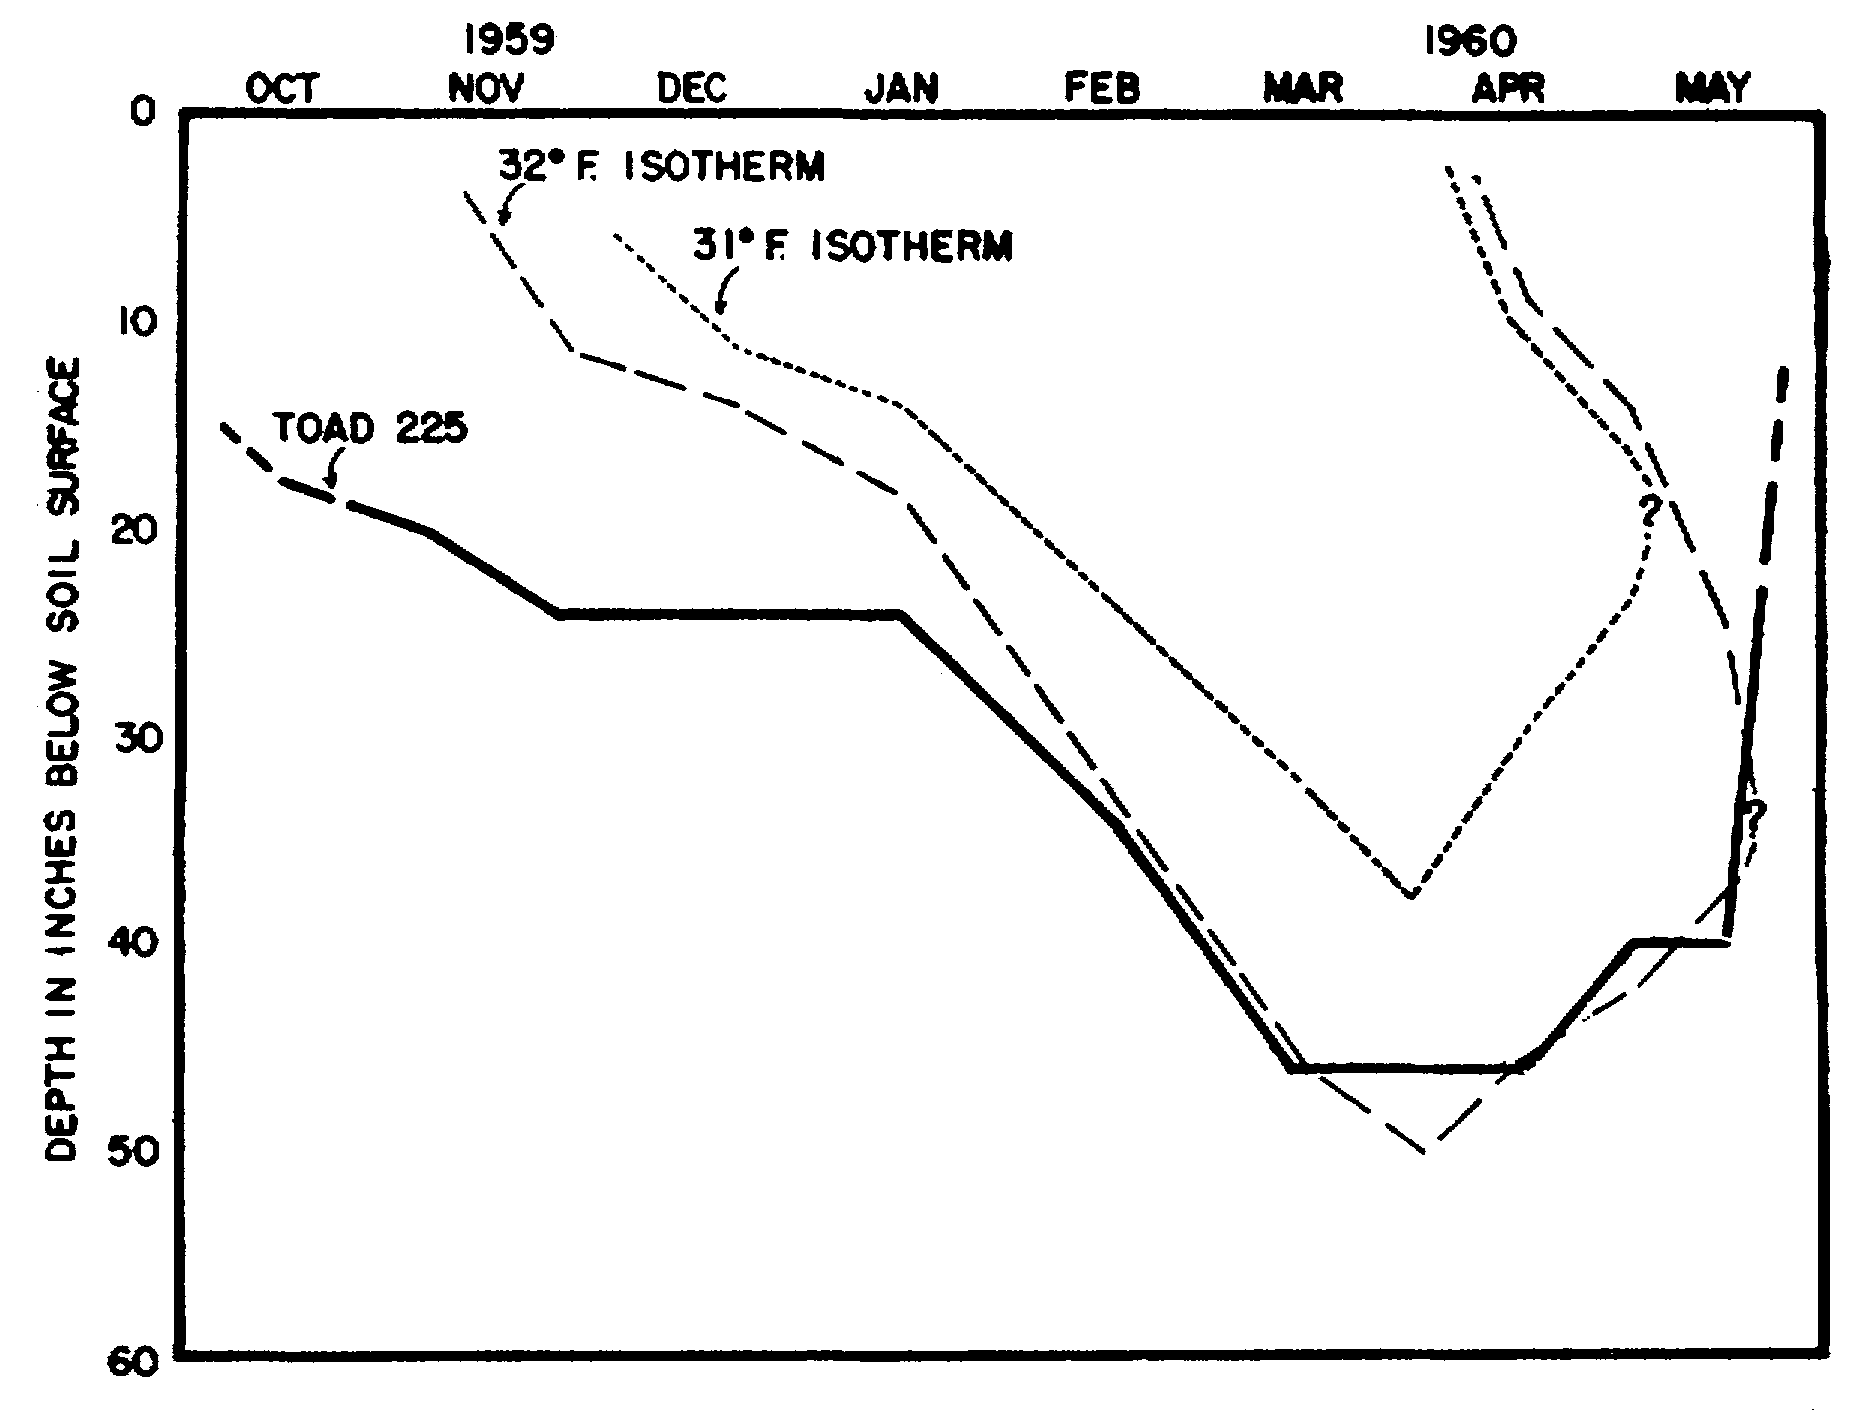 1959 1960
OCT NOV DEC JAN FEB MAR APR MAY
0
32° F. ISOTHERM
31° F. ISOTHERM
10
TOAD 225
20
?
30
?
40
50
60
DEPTH IN INCHES BELOW SOIL SURFACE